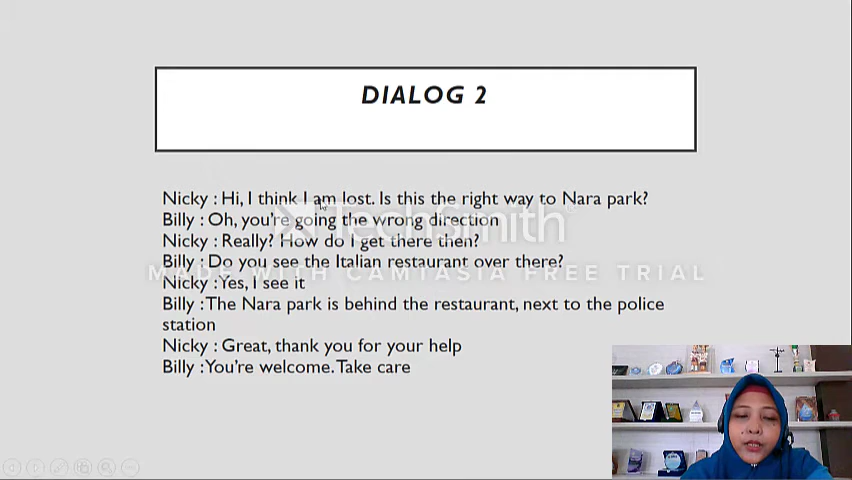 DIALOG 2
Nicky : Hi, I think I am lost. Is this the right way to Nara park?
Billy : Oh, you're going the wrong direction
Nicky : Really? How do I get there then?
Billy : Do you see the Italian restaurant over there?
Nicky : Yes, I see it
Billy : The Nara park is behind the restaurant, next to the police
station
Nicky : Great, thank you for your help
Billy : You're welcome. Take care
TechSmith®
MADE WITH CAMTASIA FREE TRIAL